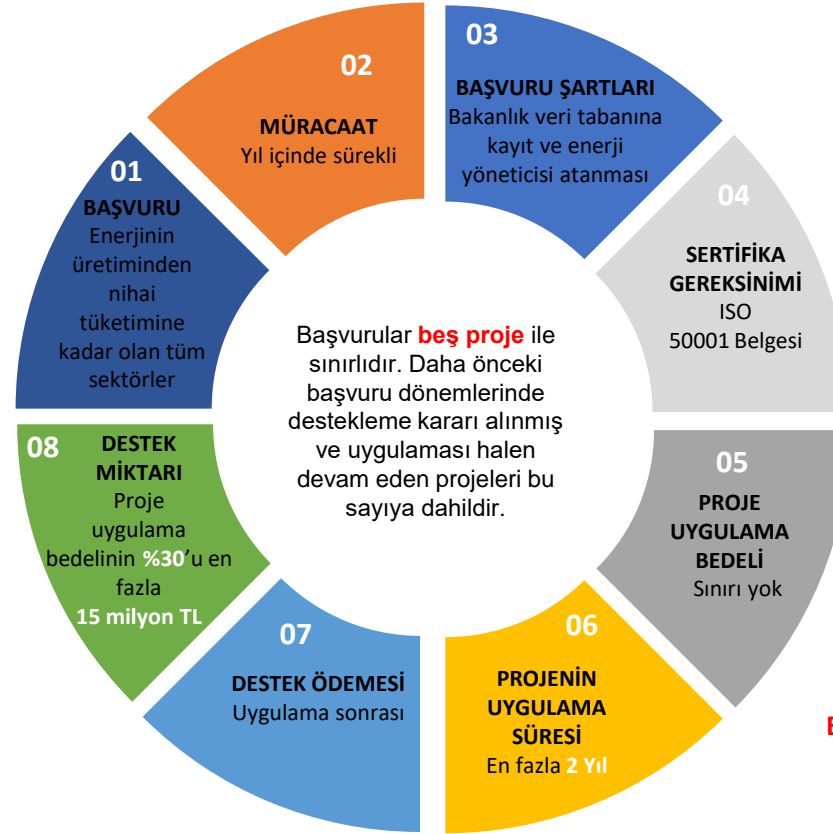 01
BAŞVURU
Enerjinin
üretiminden
nihai
tüketimine
kadar olan tüm
sektörler
02
MÜRACAAT
Yıl içinde sürekli
03
BAŞVURU ŞARTLARI
Bakanlık veri tabanına
kayıt ve enerji
yöneticisi atanması
04
SERTİFİKA
GEREKSİNİMİ
ISO
50001 Belgesi
05
PROJE
UYGULAMA
BEDELİ
Sınırı yok
06
PROJENİN
UYGULAMA
SÜRESİ
En fazla 2 Yıl
07
DESTEK ÖDEMESİ
Uygulama sonrası
08
DESTEK
MİKTARI
Proje
uygulama
bedelinin %30'u en
fazla
15 milyon TL
Başvurular beş proje ile
sınırlıdır. Daha önceki
başvuru dönemlerinde
destekleme kararı alınmış
ve uygulaması halen
devam eden projeleri bu
sayıya dahildir.